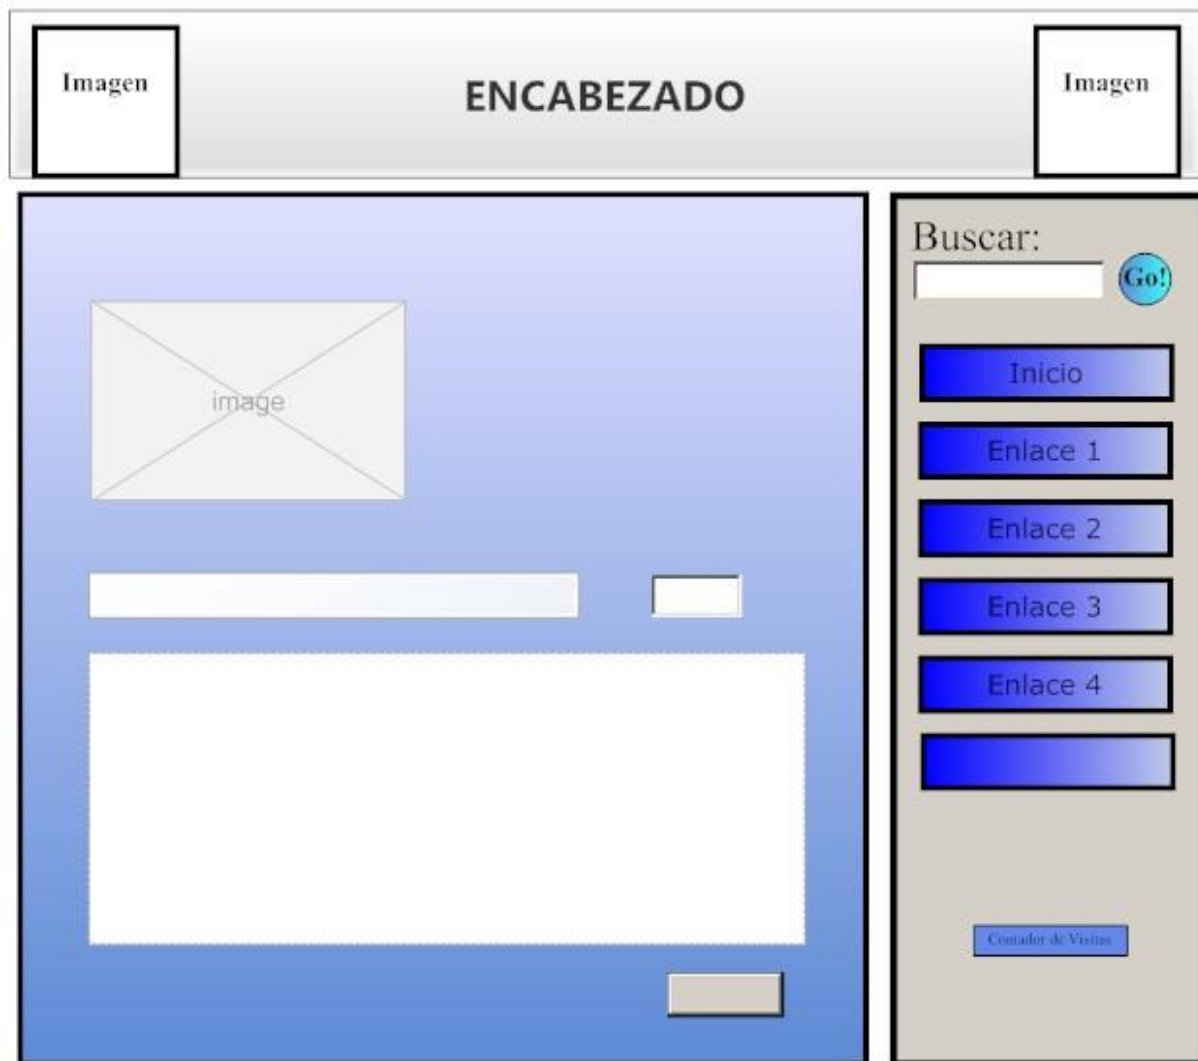 Imagen
ENCABEZADO
Imagen
image
Buscar:
Go!
Inicio
Enlace 1
Enlace 2
Enlace 3
Enlace 4
Contador de Visitas